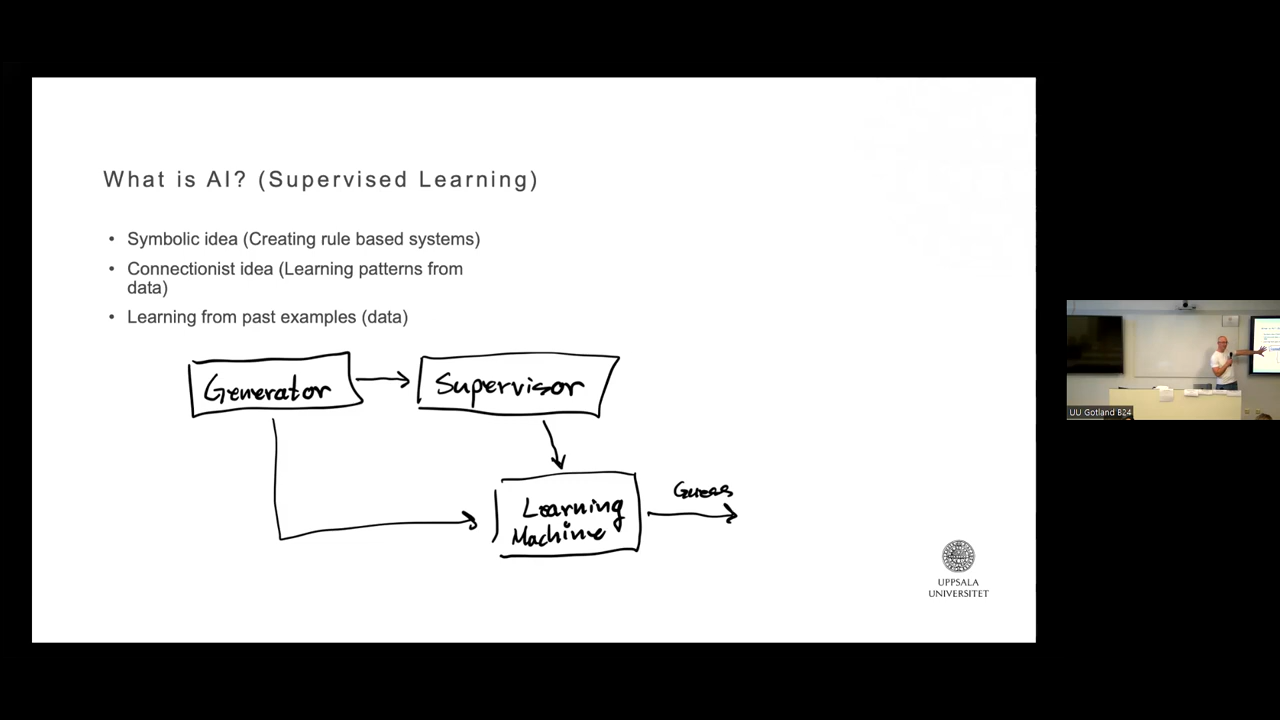 What is AI? (Supervised Learning)
• Symbolic idea (Creating rule based systems)
• Connectionist idea (Learning patterns from
data)
• Learning from past examples (data)
Generator
Supervisor
Learning
Machine
Guess
UPPSALA
UNIVERSITET
UU Gotland B24